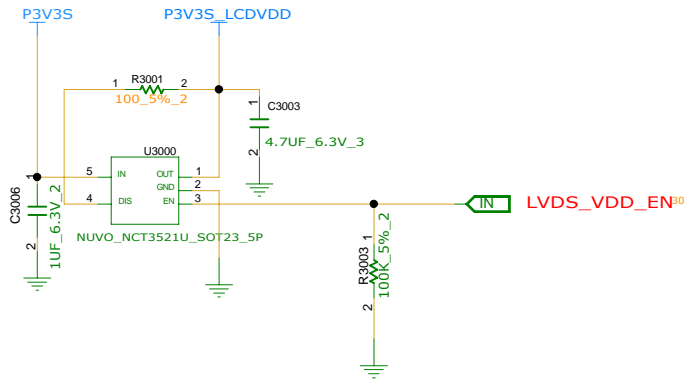 P3V3S
P3V3S_LCDVDD
1 R3001 2
100_5%_2
1 C3003
4.7UF_6.3V_3
2
U3000
5 IN OUT 1
GND 2
4 DIS EN 3
NUVO_NCT3521U_SOT23_5P
1
C3006
1UF_6.3V_2
2
IN LVDS_VDD_EN 30
1
R3003
100K_5%_2
2